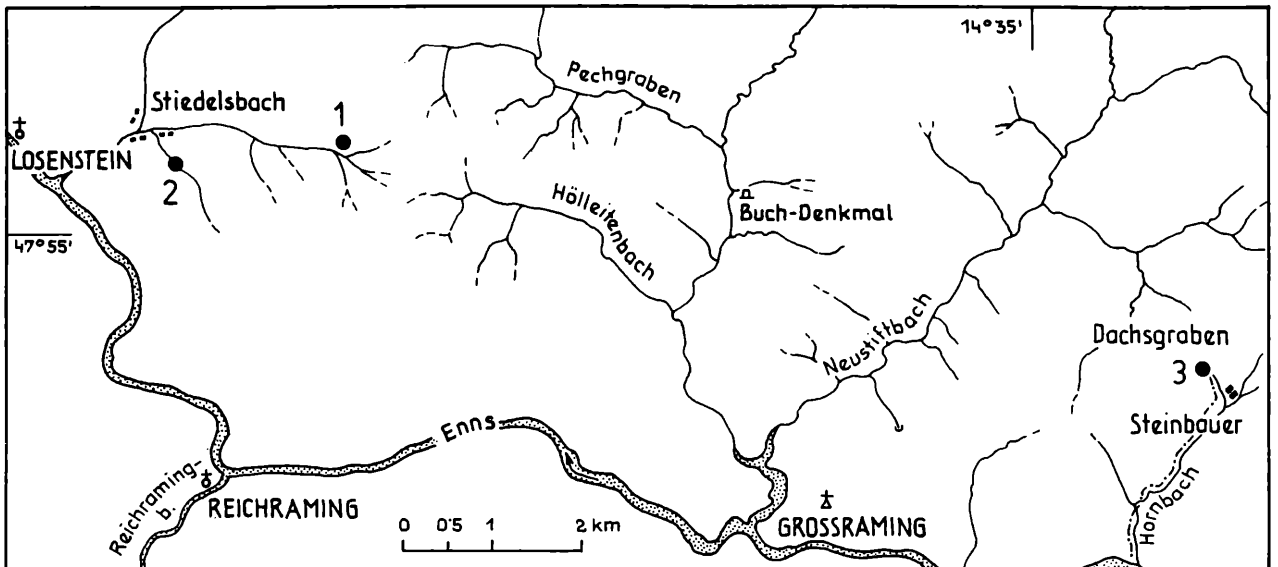 14°35'
Pechgraben
Stiedelsbach
1
LOSENSTEIN
2
Hölleitenbach
Buch-Denkmal
47°55'
Neustiftbach
Dachsgraben
3
Steinbauer
Enns
Reichraming-
b.
REICHRAMING
0 0'5 1 2 km
GROSSRAMING
Hornbach